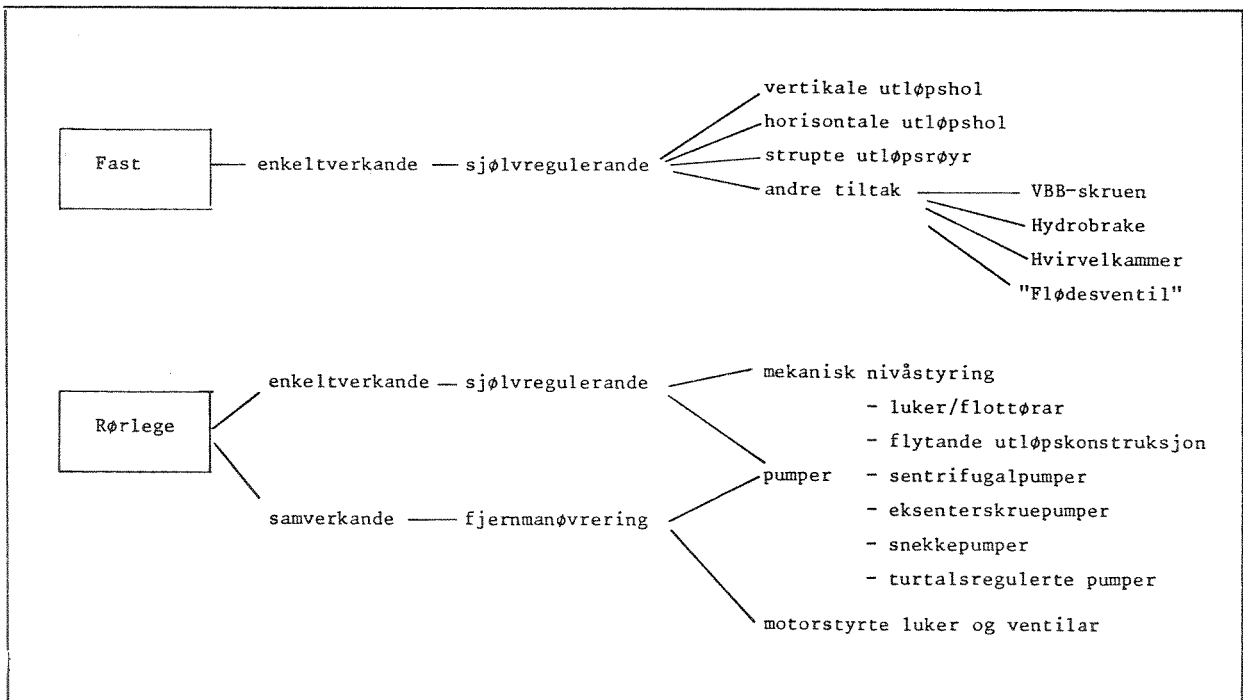 vertikale utløpshol
horisontale utløpshol
Fast — enkeltverkande — sjølvregulerande strupte utløpsrøyr
andre tiltak — VBB-skruen
Hydrobrake
Hvirvelkammer
"Flødesventil"
enkeltverkande — sjølvregulerande mekanisk nivåstyring
- luker/flottørar
Rørlege
- flytande utløpskonstruksjon
pumper - sentrifugalpumper
- eksenterskruepumper
samverkande — fjernmanøvrering
- snekkepumper
- turtalsregulerte pumper
motorstyrte luker og ventilar